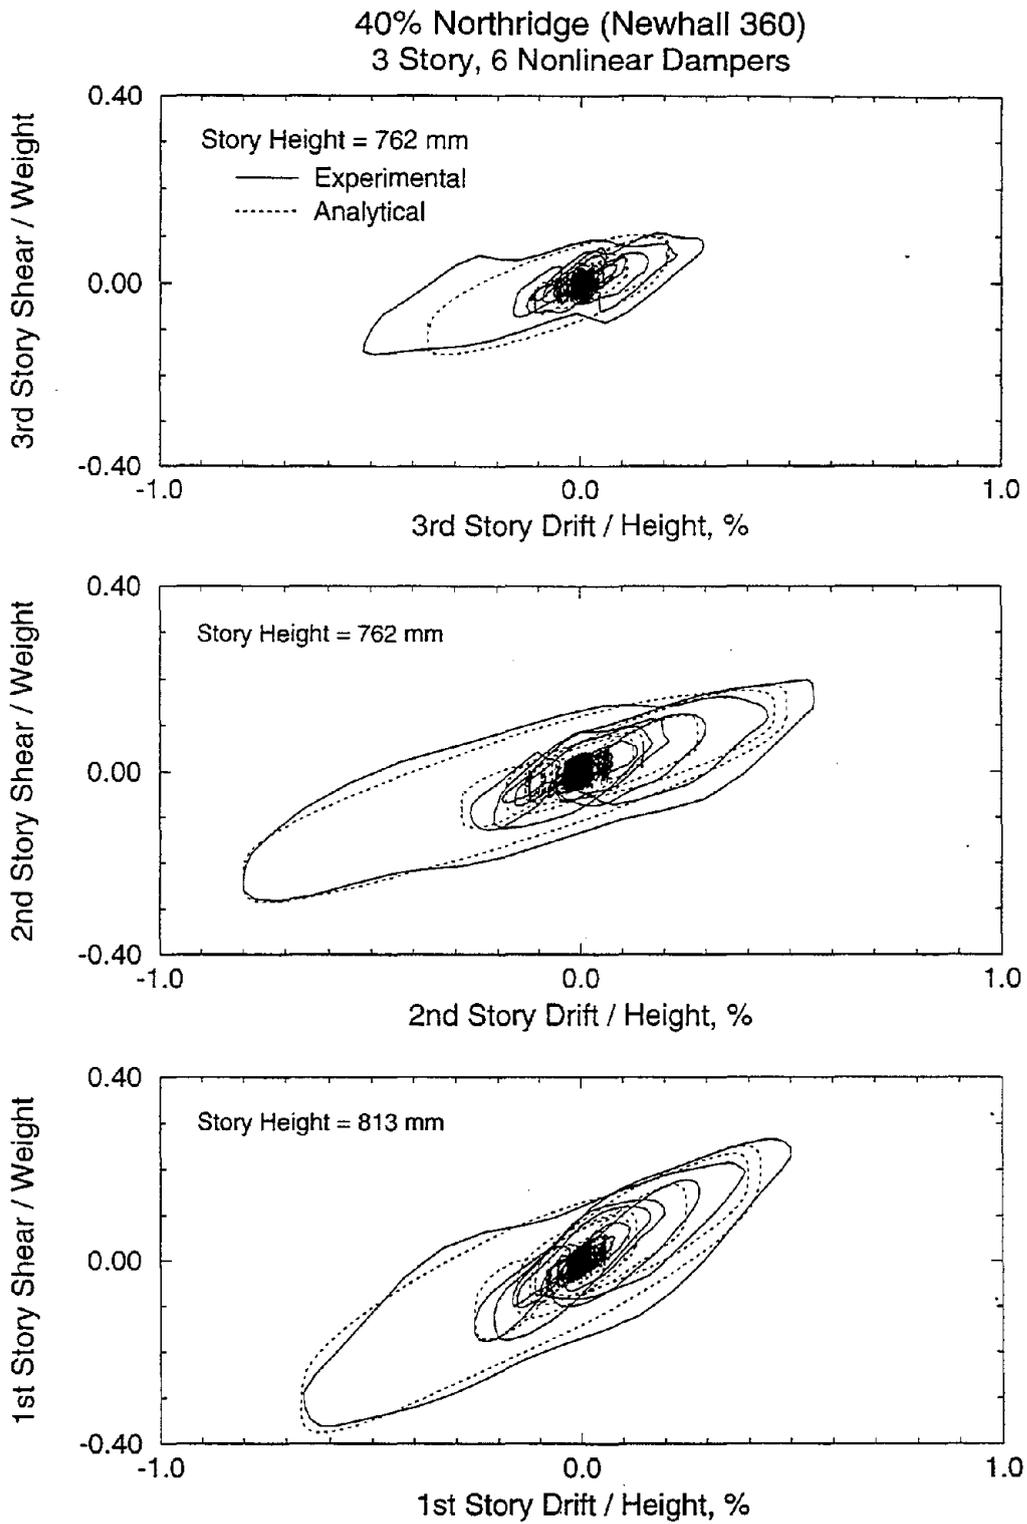 40% Northridge (Newhall 360)
3 Story, 6 Nonlinear Dampers
3rd Story Shear / Weight
0.40
0.00
-0.40
Story Height = 762 mm
Experimental
Analytical
-1.0 0.0 1.0
3rd Story Drift / Height, %
2nd Story Shear / Weight
0.40
0.00
-0.40
Story Height = 762 mm
-1.0 0.0 1.0
2nd Story Drift / Height, %
1st Story Shear / Weight
0.40
0.00
-0.40
Story Height = 813 mm
-1.0 0.0 1.0
1st Story Drift / Height, %